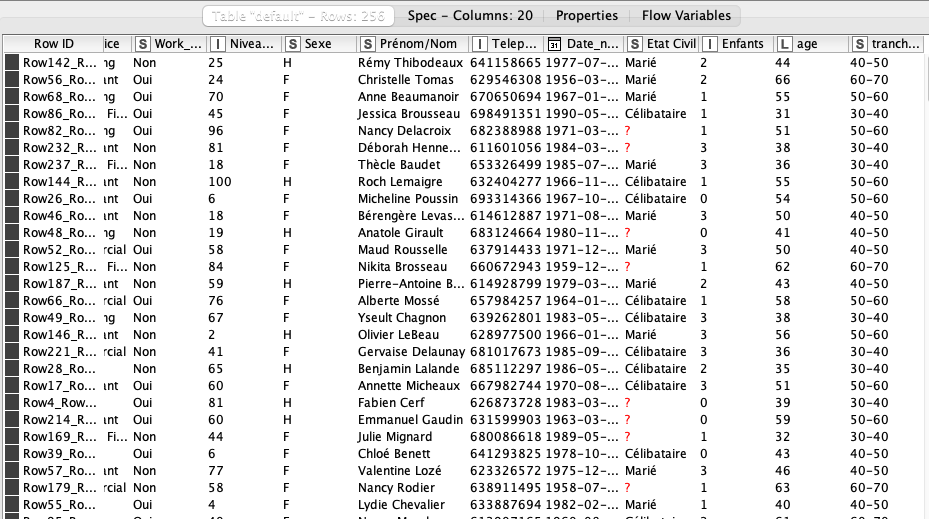 Table "default" – Rows: 256 Spec – Columns: 20 Properties Flow Variables
Row ID ice S Work_... I Nivea... S Sexe S Prénom/Nom I Telep... 31 Date_n... S Etat Civil I Enfants L age S tranch...
Row142_R... ng Non 25 H Rémy Thibodeaux 641158665 1977-07-... Marié 2 44 40-50
Row56_Ro... ant Oui 24 F Christelle Tomas 629546308 1956-04-... Marié 2 66 60-70
Row68_Ro... ng Oui 70 F Anne Beaumanoir 670650694 1967-01-... Marié 1 55 50-60
Row86_Ro... Fi... Oui 45 F Jessica Brousseau 698491351 1990-05-... Célibataire 1 31 30-40
Row82_Ro... ng Oui 96 F Nancy Delacroix 682388988 1971-03-... ? 1 51 50-60
Row232_R... ant Non 81 F Déborah Henne... 611601056 1984-03-... ? 3 38 30-40
Row237_R... Fi... Non 18 F Thècle Baudet 653326499 1985-07-... Marié 3 36 30-40
Row144_R... ant Non 100 H Roch Lemaigre 632404277 1966-11-... Célibataire 1 55 50-60
Row26_Ro... ant Oui 6 F Micheline Poussin 693314367 1967-10-... Célibataire 0 54 50-60
Row46_Ro... ant Non 18 F Bérengère Levas... 614612887 1971-08-... Marié 3 50 40-50
Row48_Ro... ng Non 19 H Anatole Girault 683124664 1980-11-... ? 0 41 40-50
Row52_Ro... rcial Oui 58 F Maud Rousselle 637914433 1971-12-... Marié 3 50 40-50
Row125_R... Fi... Non 84 F Nikita Brosseau 660672943 1959-12-... ? 1 62 60-70
Row187_R... ant Non 59 H Pierre-Antoine B... 614928799 1979-03-... Marié 2 43 40-50
Row66_Ro... rcial Oui 76 F Alberte Mossé 657984257 1964-01-... Célibataire 1 58 50-60
Row49_Ro... ng Non 67 F Yseult Chagnon 639262801 1983-05-... Célibataire 3 38 30-40
Row146_R... ant Non 2 H Olivier LeBeau 628977500 1966-01-... Marié 3 56 50-60
Row221_R... rcial Non 41 F Gervaise Delaunay 681017673 1985-09-... Célibataire 3 36 30-40
Row28_Ro... Non 65 H Benjamin Lalande 685112297 1986-05-... Célibataire 2 35 30-40
Row17_Ro... ant Oui 60 F Annette Micheaux 667982744 1970-08-... Célibataire 3 51 50-60
Row4_Row... Oui 81 H Fabien Cerf 626873728 1983-03-... ? 0 39 30-40
Row214_R... ant Oui 60 H Emmanuel Gaudin 631599903 1963-03-... ? 0 59 50-60
Row169_R... Fi... Non 44 F Julie Mignard 680086618 1989-05-... ? 1 32 30-40
Row39_Ro... Oui 6 F Chloé Benett 641293825 1978-10-... Célibataire 0 43 40-50
Row57_Ro... ant Non 77 F Valentine Lozé 623326572 1975-12-... Marié 3 46 40-50
Row179_R... rcial Non 58 F Nancy Rodier 638911495 1958-07-... ? 1 63 60-70
Row55_Ro... Oui 4 F Lydie Chevalier 633887694 1982-02-... Marié 1 40 40-50